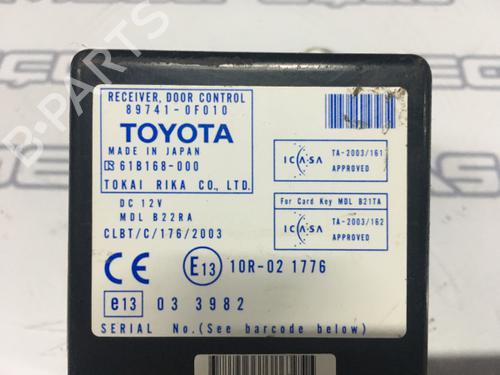 RECEIVER, DOOR CONTROL
89741-0F010
TOYOTA
MADE IN JAPAN
61B168-000
TOKAI RIKA CO., LTD.
DC 12V
MDL B22RA
CLBT/C/176/2003
ICASA
TA-2003/161
APPROVED
For Card Key MDL B21TA
ICASA
TA-2003/162
APPROVED
CE E13 10R-02 1776
e13 03 3982
SERIAL No.(See barcode below)
B-PARTS